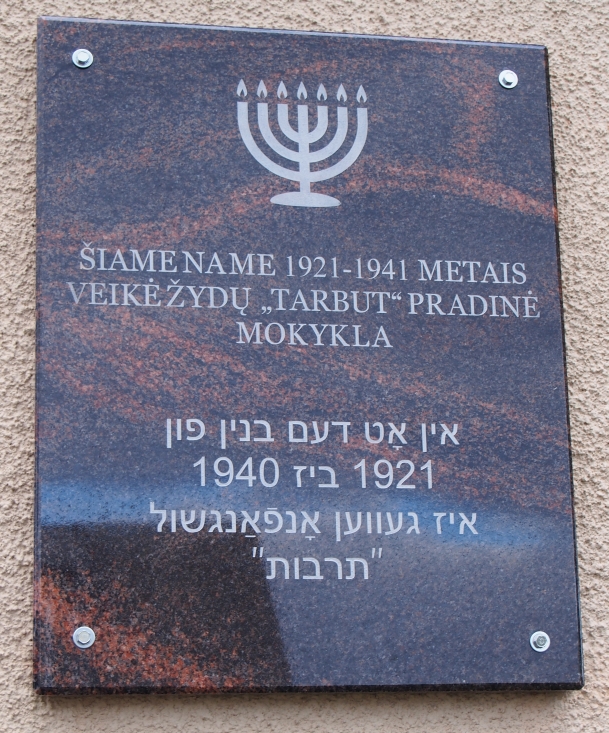 ŠIAME NAME 1921-1941 METAIS
VEIKĖ ŽYDŲ „TARBUT“ PRADINĖ
MOKYKLA
אין אָט דעם בנין פון
1921 ביז 1940
איז געווען אָנפֿאַנגשול
"תרבות"